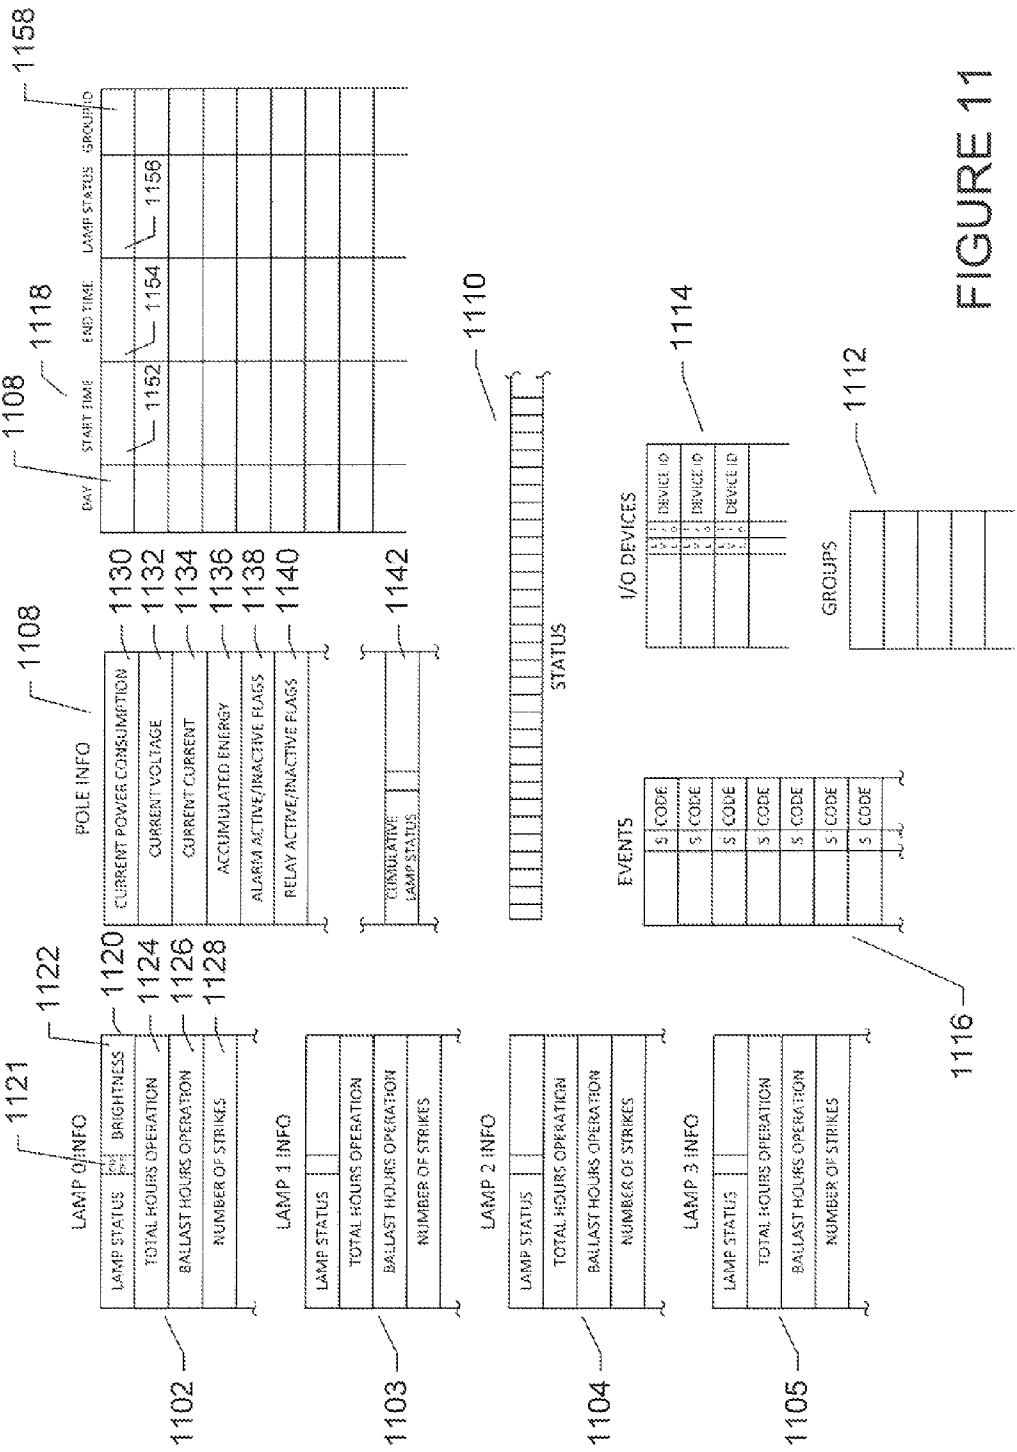 LAMP 0 INFO
1121
1122
LAMP STATUS
BRIGHTNESS
1120
TOTAL HOURS OPERATION
1124
BALLAST HOURS OPERATION
1126
NUMBER OF STRIKES
1128
1102
LAMP 1 INFO
LAMP STATUS
TOTAL HOURS OPERATION
BALLAST HOURS OPERATION
NUMBER OF STRIKES
1103
LAMP 2 INFO
LAMP STATUS
TOTAL HOURS OPERATION
BALLAST HOURS OPERATION
NUMBER OF STRIKES
1104
LAMP 3 INFO
LAMP STATUS
TOTAL HOURS OPERATION
BALLAST HOURS OPERATION
NUMBER OF STRIKES
1105
POLE INFO
1108
CURRENT POWER CONSUMPTION
1130
CURRENT VOLTAGE
1132
CURRENT CURRENT
1134
ACCUMULATED ENERGY
1136
ALARM ACTIVE/INACTIVE FLAGS
1138
RELAY ACTIVE/INACTIVE FLAGS
1140
CUMULATIVE
LAMP STATUS
1142
1108
1118
1158
DAY
START TIME
END TIME
LAMP STATUS
GROUP ID
1152
1154
1156
STATUS
1110
EVENTS
S CODE
S CODE
S CODE
S CODE
S CODE
S CODE
S CODE
1116
I/O DEVICES
DEVICE ID
DEVICE ID
DEVICE ID
1114
GROUPS
1112
FIGURE 11